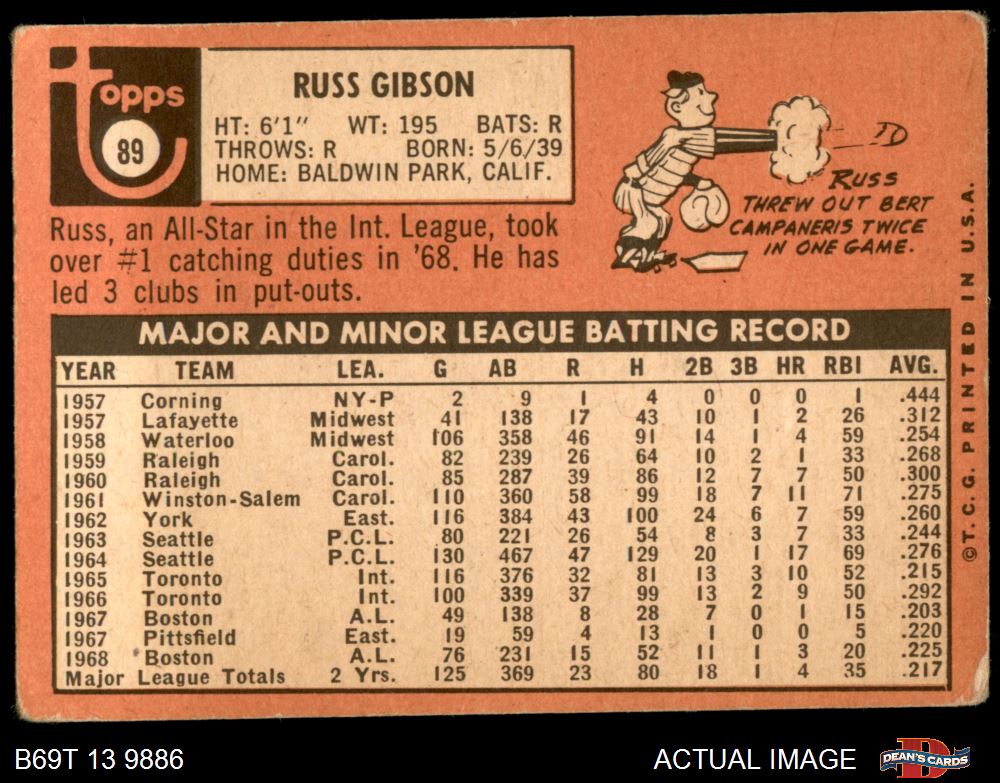 topps
89
RUSS GIBSON
HT: 6'1" WT: 195 BATS: R
THROWS: R BORN: 5/6/39
HOME: BALDWIN PARK, CALIF.
RUSS
THREW OUT BERT
CAMPANERIS TWICE
IN ONE GAME.
Russ, an All-Star in the Int. League, took
over #1 catching duties in '68. He has
led 3 clubs in put-outs.
MAJOR AND MINOR LEAGUE BATTING RECORD
YEAR TEAM LEA. G AB R H 2B 3B HR RBI AVG.
1957 Corning NY-P 2 9 1 4 0 0 0 1 .444
1957 Lafayette Midwest 41 138 17 43 10 1 2 26 .312
1958 Waterloo Midwest 106 358 46 91 14 1 4 59 .254
1959 Raleigh Carol. 82 239 26 64 10 2 1 33 .268
1960 Raleigh Carol. 85 287 39 86 12 7 7 50 .300
1961 Winston-Salem Carol. 110 360 58 99 18 7 11 71 .275
1962 York East. 116 384 43 100 24 6 7 59 .260
1963 Seattle P.C.L. 80 221 26 54 8 3 7 33 .244
1964 Seattle P.C.L. 130 467 47 129 20 1 17 69 .276
1965 Toronto Int. 116 376 32 81 13 3 10 52 .215
1966 Toronto Int. 100 339 37 99 13 2 9 50 .292
1967 Boston A.L. 49 138 8 28 7 0 1 15 .203
1967 Pittsfield East. 19 59 4 13 1 0 0 5 .220
1968 Boston A.L. 76 231 15 52 11 1 3 20 .225
Major League Totals 2 Yrs. 125 369 23 80 18 1 4 35 .217
©T.C.G. PRINTED IN U.S.A.
B69T 13 9886
ACTUAL IMAGE
D
DEAN'S CARDS